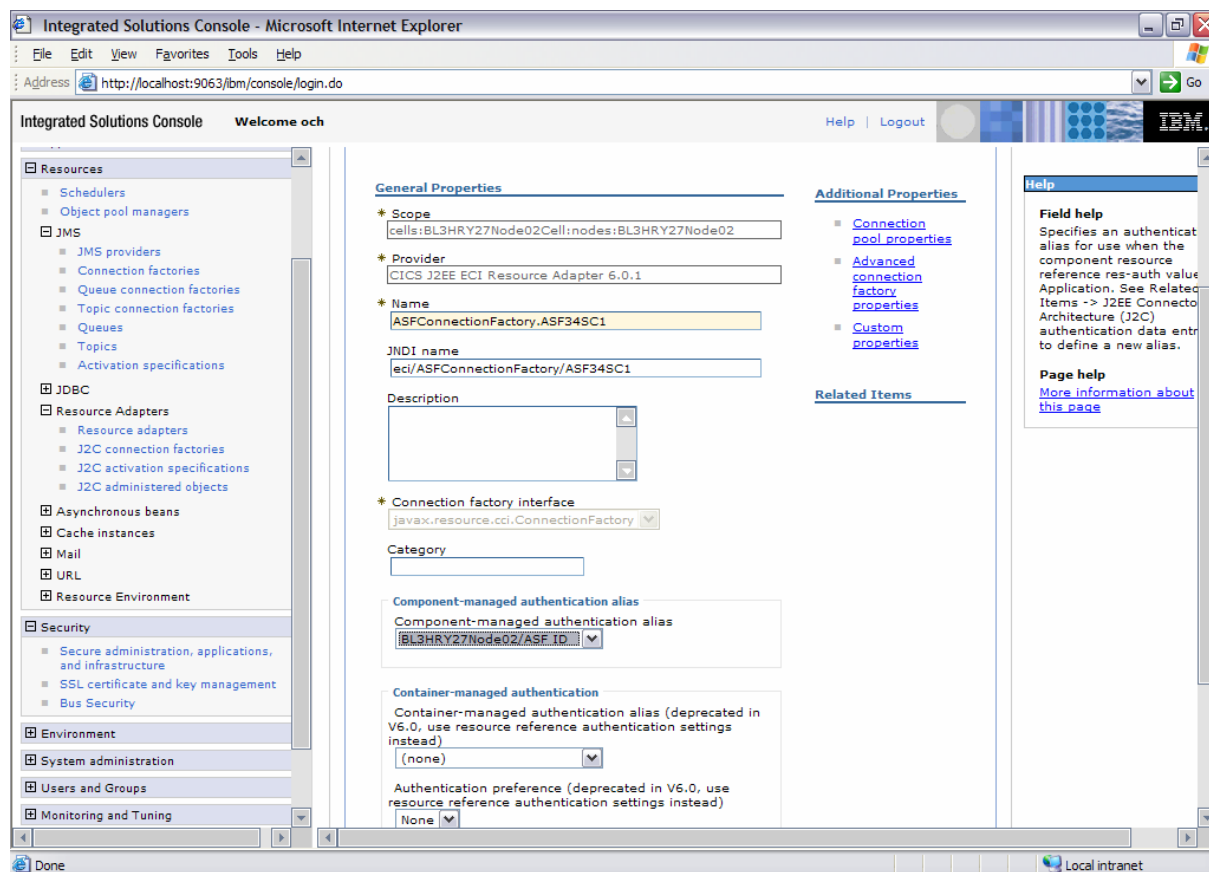 Integrated Solutions Console - Microsoft Internet Explorer
File Edit View Favorites Tools Help
Address http://localhost:9063/ibm/console/login.do Go
Integrated Solutions Console Welcome och Help | Logout IBM.
Resources
Schedulers
Object pool managers
JMS
JMS providers
Connection factories
Queue connection factories
Topic connection factories
Queues
Topics
Activation specifications
JDBC
Resource Adapters
Resource adapters
J2C connection factories
J2C activation specifications
J2C administered objects
Asynchronous beans
Cache instances
Mail
URL
Resource Environment
Security
Secure administration, applications,
and infrastructure
SSL certificate and key management
Bus Security
Environment
System administration
Users and Groups
Monitoring and Tuning
General Properties
* Scope
cells:BL3HRY27Node02Cell:nodes:BL3HRY27Node02
* Provider
CICS J2EE ECI Resource Adapter 6.0.1
* Name
ASFConnectionFactory.ASF34SC1
JNDI name
eci/ASFConnectionFactory/ASF34SC1
Description
* Connection factory interface
javax.resource.cci.ConnectionFactory
Category
Component-managed authentication alias
Component-managed authentication alias
BL3HRY27Node02/ASF ID
Container-managed authentication
Container-managed authentication alias (deprecated in
V6.0, use resource reference authentication settings
instead)
(none)
Authentication preference (deprecated in V6.0, use
resource reference authentication settings instead)
None
Additional Properties
Connection
pool properties
Advanced
connection
factory
properties
Custom
properties
Related Items
Help
Field help
Specifies an authenticat
alias for use when the
component resource
reference res-auth value
Application. See Related
Items -> J2EE Connecto
Architecture (J2C)
authentication data entr
to define a new alias.
Page help
More information about
this page
Done Local intranet